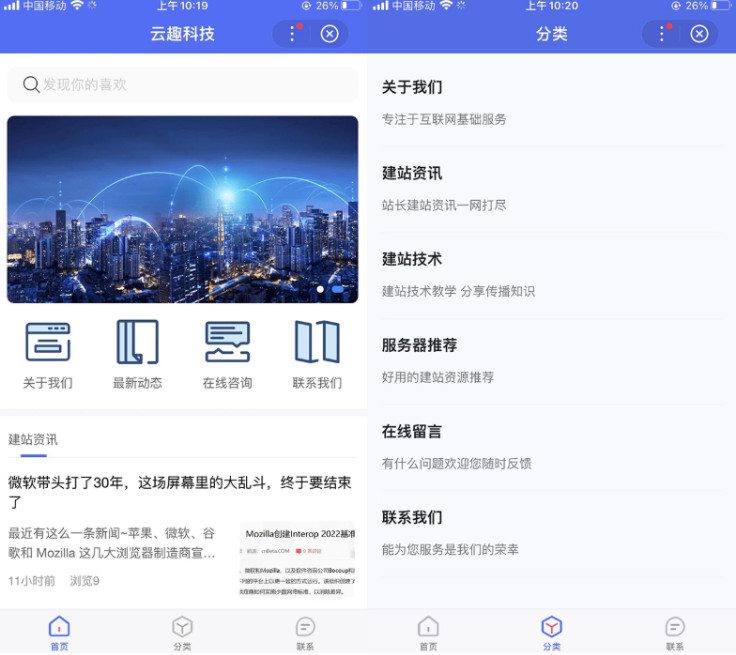 中国移动 上午10:19 26%
云趣科技
发现你的喜欢
关于我们 最新动态 在线咨询 联系我们
建站资讯
微软带头打了30年，这场屏幕里的大乱斗，终于要结束
了
最近有这么一条新闻~苹果、微软、谷
歌和 Mozilla 这几大浏览器制造商宣...
11小时前 浏览9
Mozilla创建Interop 2022基准
cnBeta.COM
首页 分类 联系
中国移动 上午10:20 26%
分类
关于我们
专注于互联网基础服务
建站资讯
站长建站资讯一网打尽
建站技术
建站技术教学 分享传播知识
服务器推荐
好用的建站资源推荐
在线留言
有什么问题欢迎您随时反馈
联系我们
能为您服务是我们的荣幸
首页 分类 联系